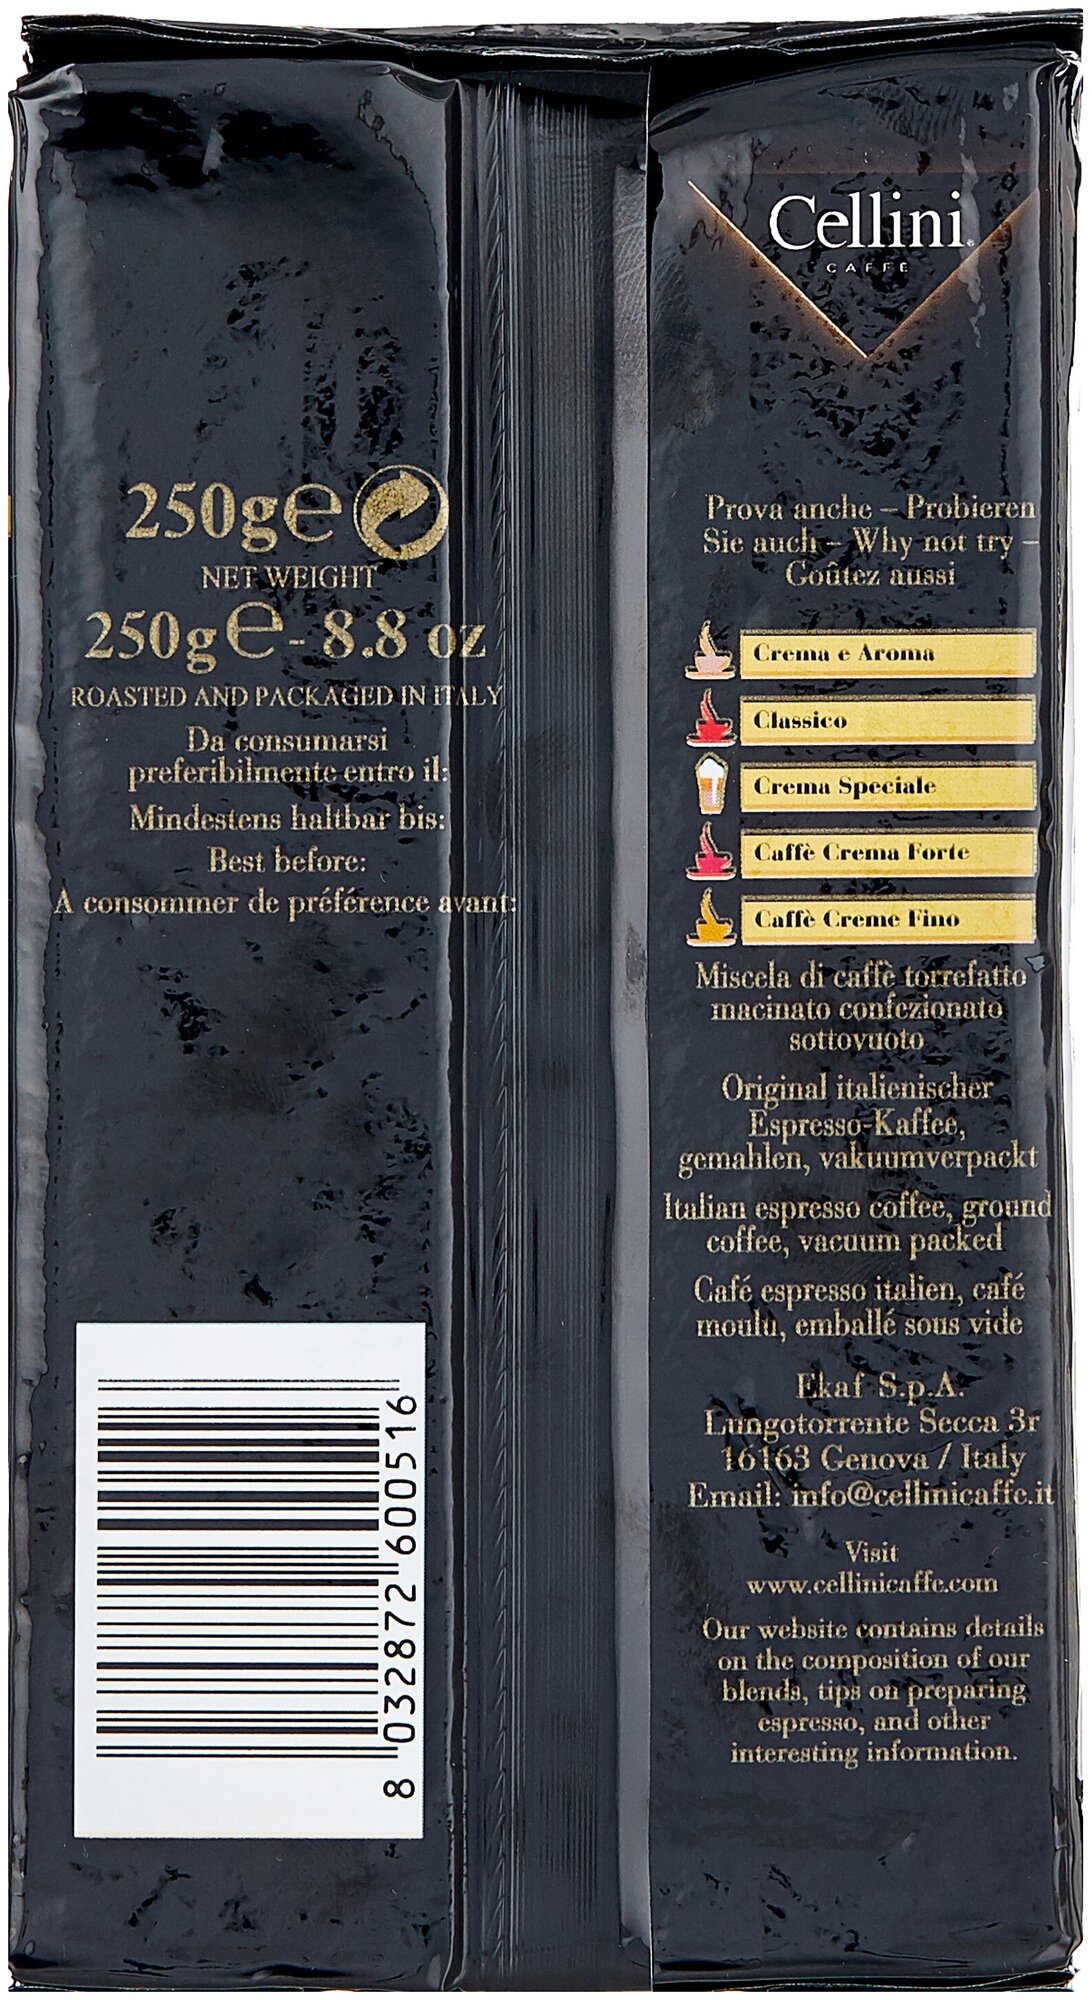 250g℮
NET WEIGHT
250g℮- 8.8 oz
ROASTED AND PACKAGED IN ITALY
Da consumarsi
preferibilmente entro il:
Mindestens haltbar bis:
Best before:
A consommer de préférence avant:
8 032872 600516
Cellini®
CAFFÈ
Prova anche – Probieren
Sie auch – Why not try –
Goûtez aussi
Crema e Aroma
Classico
Crema Speciale
Caffè Crema Forte
Caffè Creme Fino
Miscela di caffè torrefatto
macinato confezionato
sottovuoto
Original italienischer
Espresso-Kaffee,
gemahlen, vakuumverpackt
Italian espresso coffee, ground
coffee, vacuum packed
Café espresso italien, café
moulu, emballé sous vide
Ekaf S.p.A.
Lungotorrente Secca 3r
16163 Genova / Italy
Email: info@cellinicaffe.it
Visit
www.cellinicaffe.com
Our website contains details
on the composition of our
blends, tips on preparing
espresso, and other
interesting information.